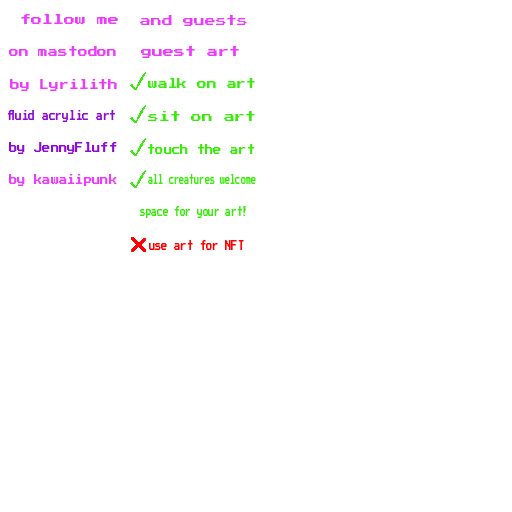 follow me
on mastodon
by Lyrilith
fluid acrylic art
by JennyFluff
by kawaiipunk
and guests
guest art
✓walk on art
✓sit on art
✓touch the art
✓all creatures welcome
space for your art!
❌use art for NFT